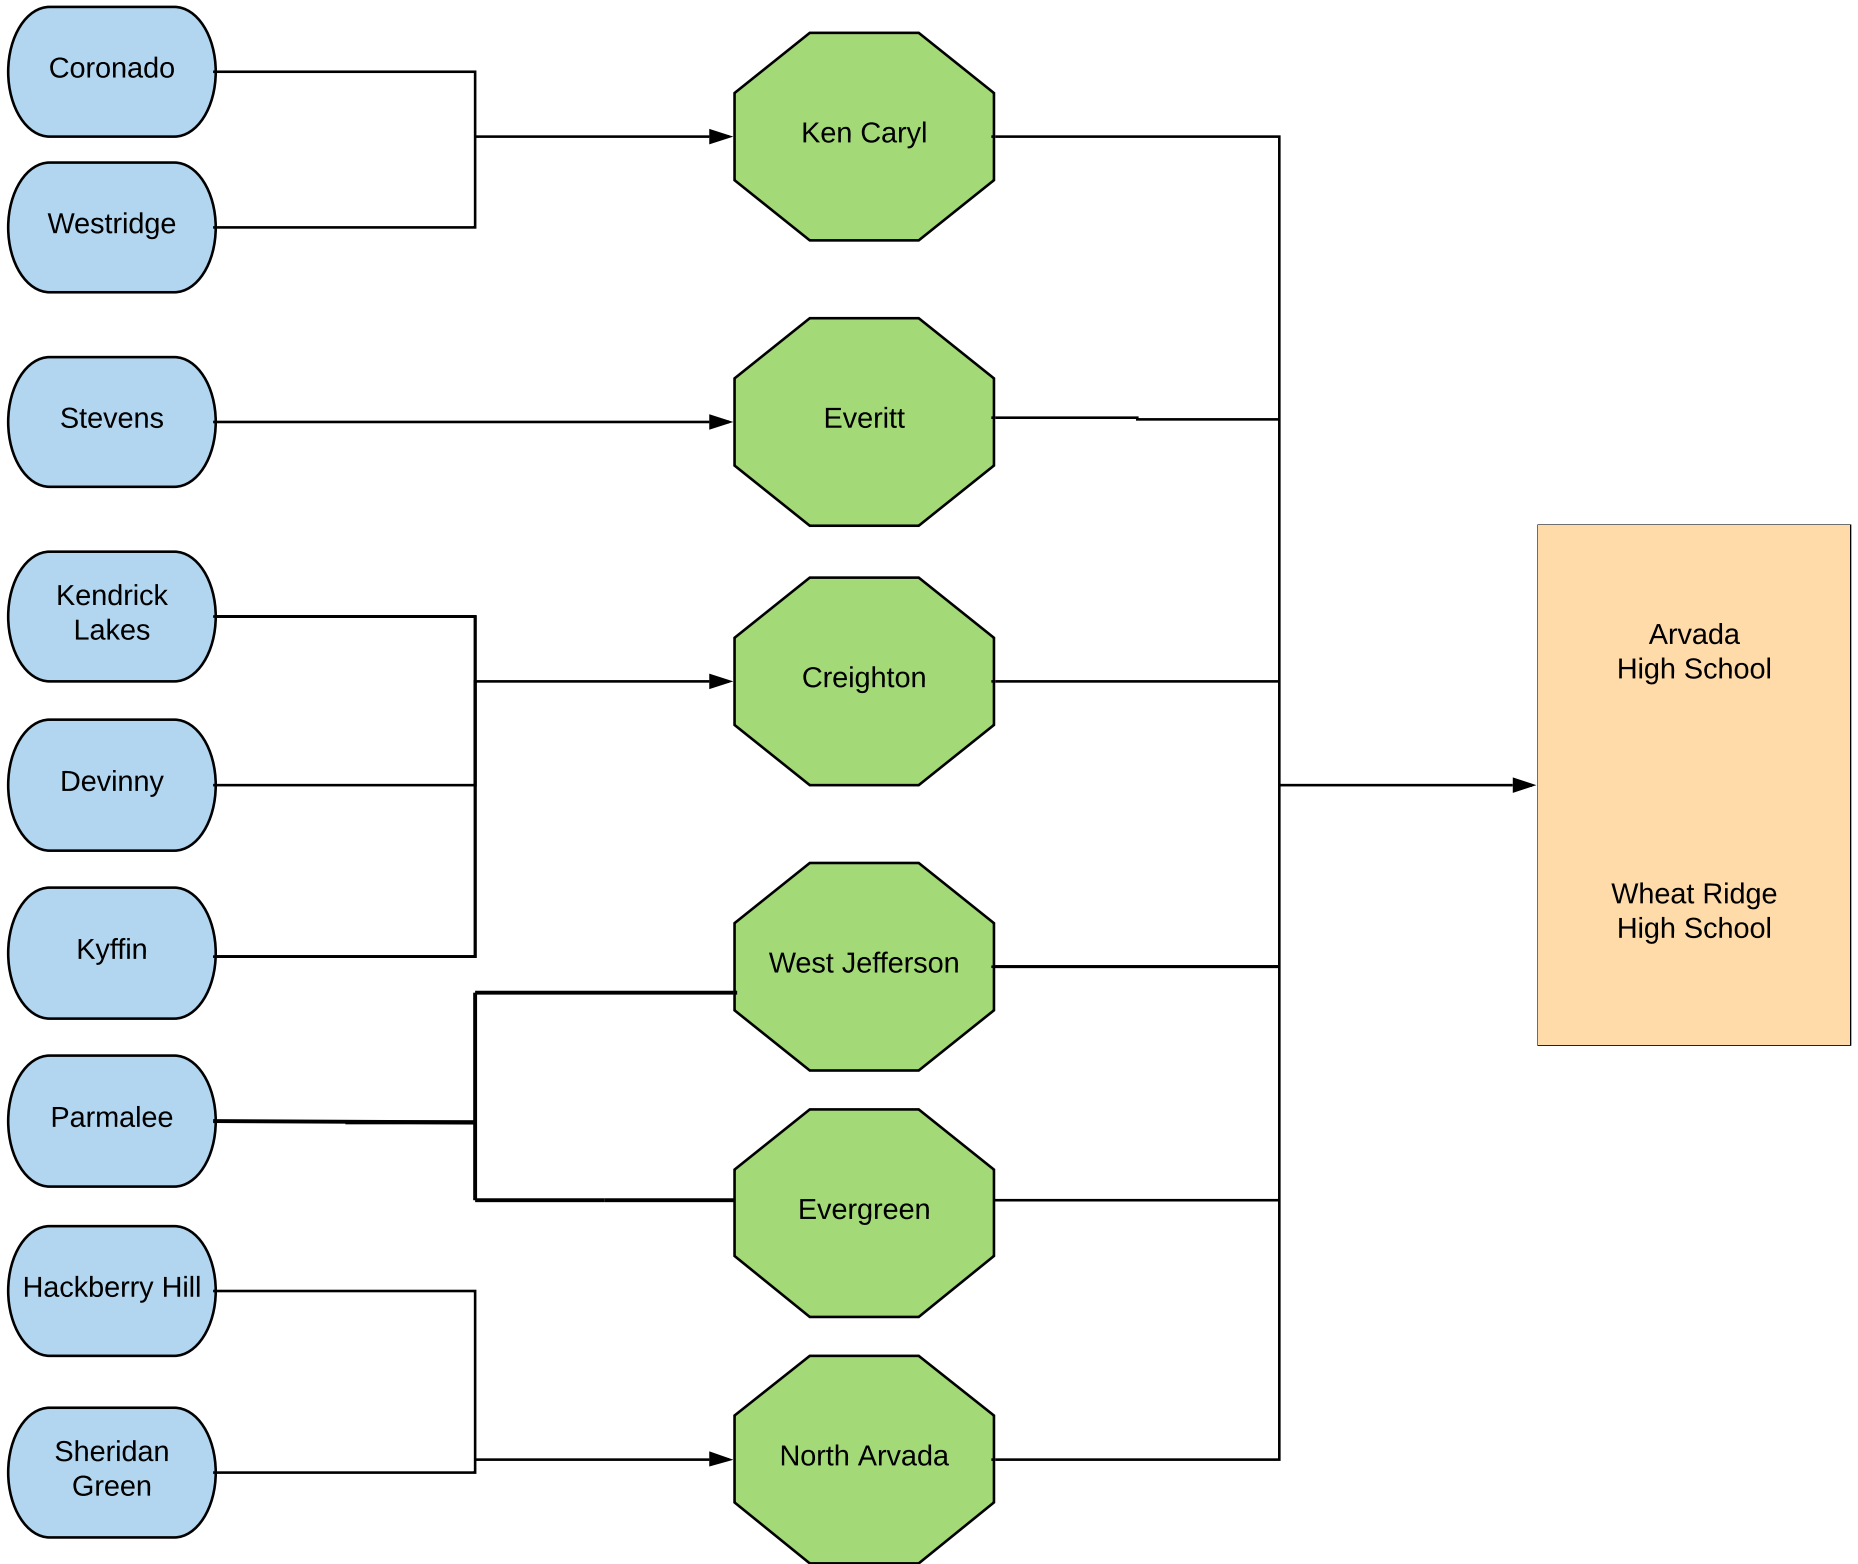 Coronado
Westridge
Stevens
Kendrick
Lakes
Devinny
Kyffin
Parmalee
Hackberry Hill
Sheridan
Green
Ken Caryl
Everitt
Creighton
West Jefferson
Evergreen
North Arvada
Arvada
High School
Wheat Ridge
High School